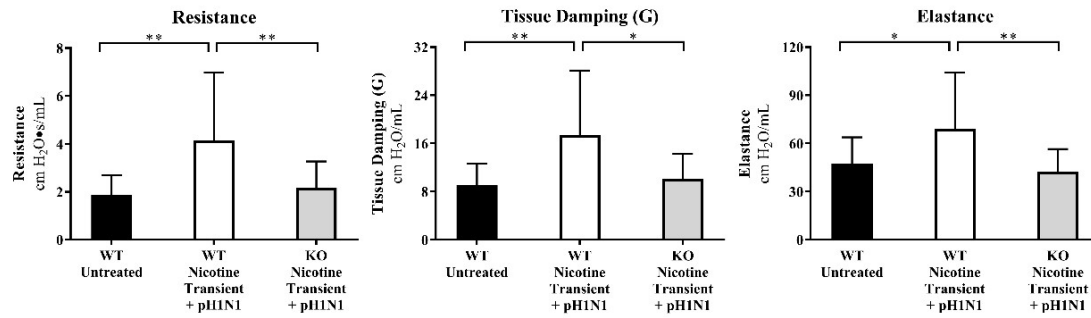 Resistance
**
**
8
6
4
2
0
Resistance
cm H₂O•s/mL
WT
Untreated
WT
Nicotine
Transient
+ pH1N1
KO
Nicotine
Transient
+ pH1N1
Tissue Damping (G)
**
*
32
24
16
8
0
Tissue Damping (G)
cm H₂O/mL
WT
Untreated
WT
Nicotine
Transient
+ pH1N1
KO
Nicotine
Transient
+ pH1N1
Elastance
*
**
120
90
60
30
0
Elastance
cm H₂O/mL
WT
Untreated
WT
Nicotine
Transient
+ pH1N1
KO
Nicotine
Transient
+ pH1N1